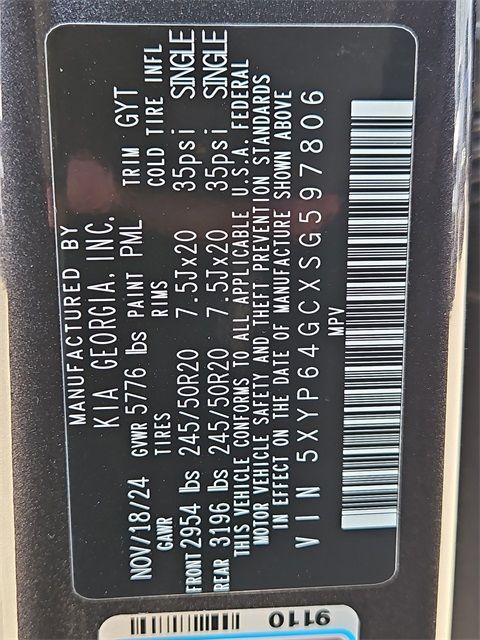 MANUFACTURED BY
KIA GEORGIA, INC.
NOV/18/24 GVWR 5776 lbs PAINT PML TRIM GYT
GAWR TIRES RIMS COLD TIRE INFL
FRONT 2954 lbs 245/50R20 7.5Jx20 35psi SINGLE
REAR 3196 lbs 245/50R20 7.5Jx20 35psi SINGLE
THIS VEHICLE CONFORMS TO ALL APPLICABLE U.S.A. FEDERAL
MOTOR VEHICLE SAFETY AND THEFT PREVENTION STANDARDS
IN EFFECT ON THE DATE OF MANUFACTURE SHOWN ABOVE
VIN 5XYP64GCXSG597806
MPV
9110